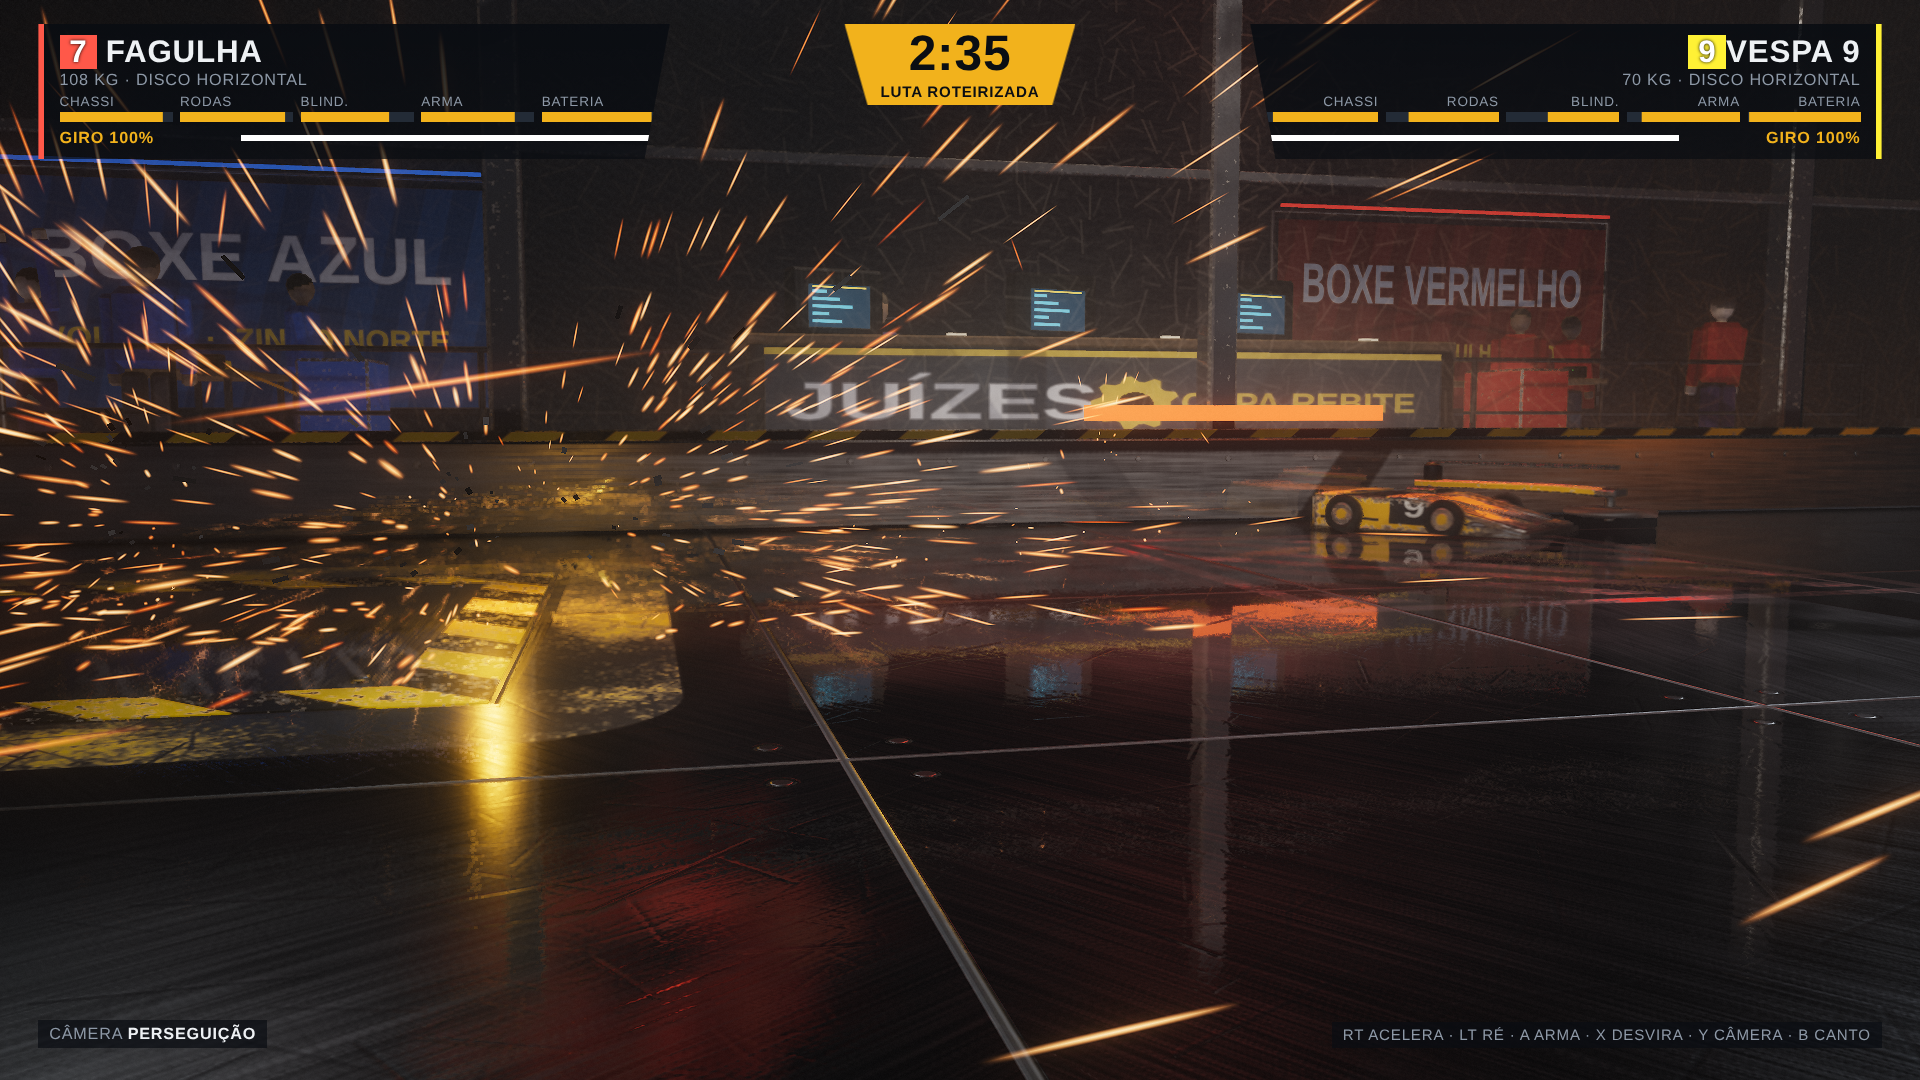 7 FAGULHA
108 KG · DISCO HORIZONTAL
CHASSI RODAS BLIND. ARMA BATERIA
GIRO 100%
2:35
LUTA ROTEIRIZADA
9 VESPA 9
70 KG · DISCO HORIZONTAL
CHASSI RODAS BLIND. ARMA BATERIA
GIRO 100%
BOXE AZUL
NORTE
BOXE VERMELHO
JUÍZES
PA REBITE
9
CÂMERA PERSEGUIÇÃO
RT ACELERA · LT RÉ · A ARMA · X DESVIRA · Y CÂMERA · B CANTO